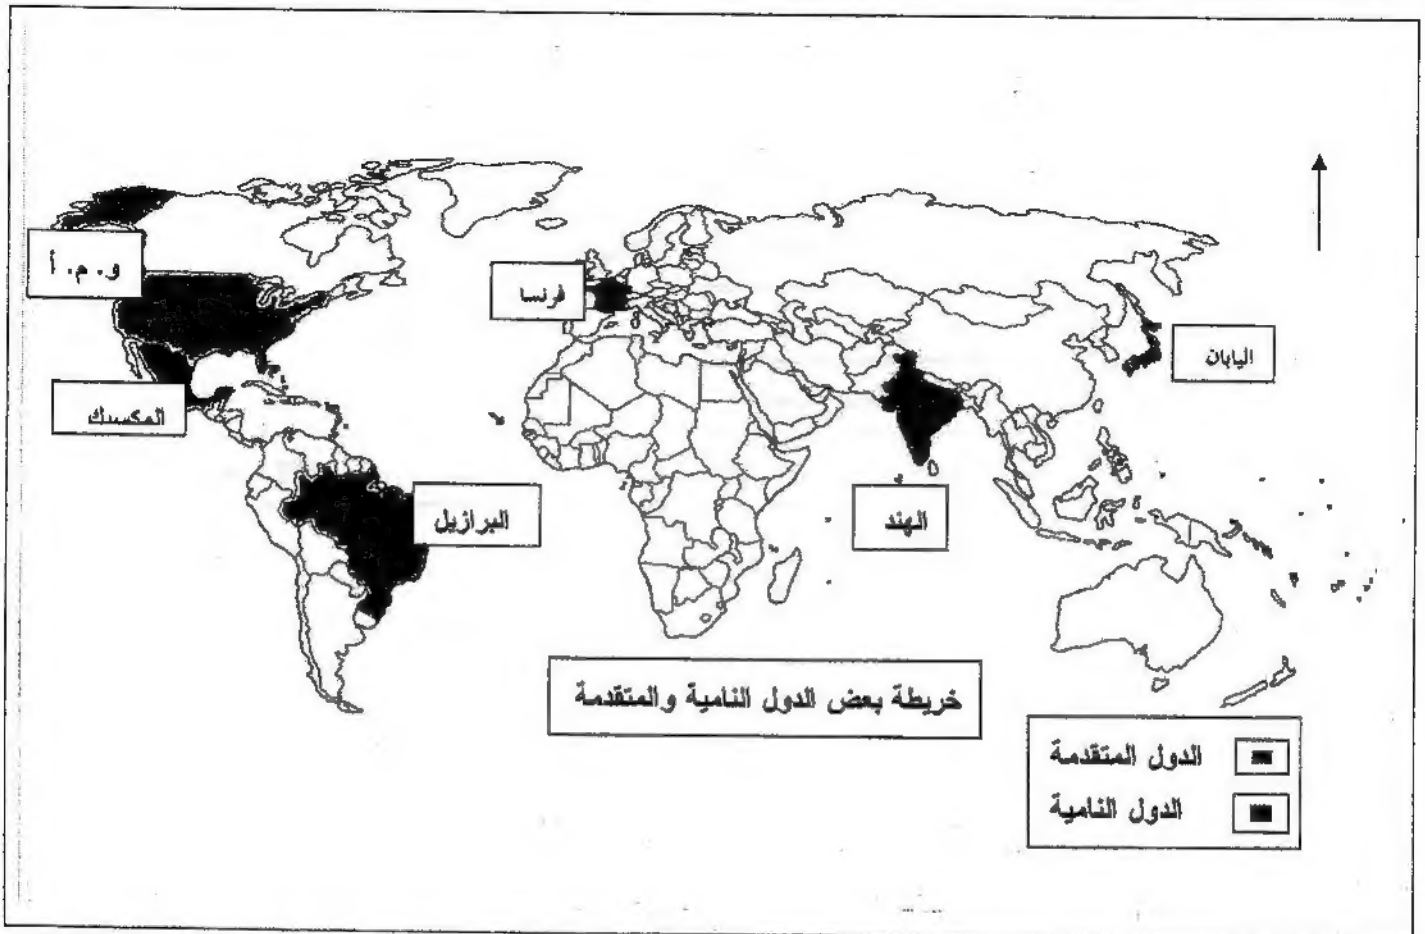 و. م. أ
فرنسا
اليابان
المكسيك
البرازيل
الهند
خريطة بعض الدول النامية والمتقدمة
الدول المتقدمة
الدول النامية